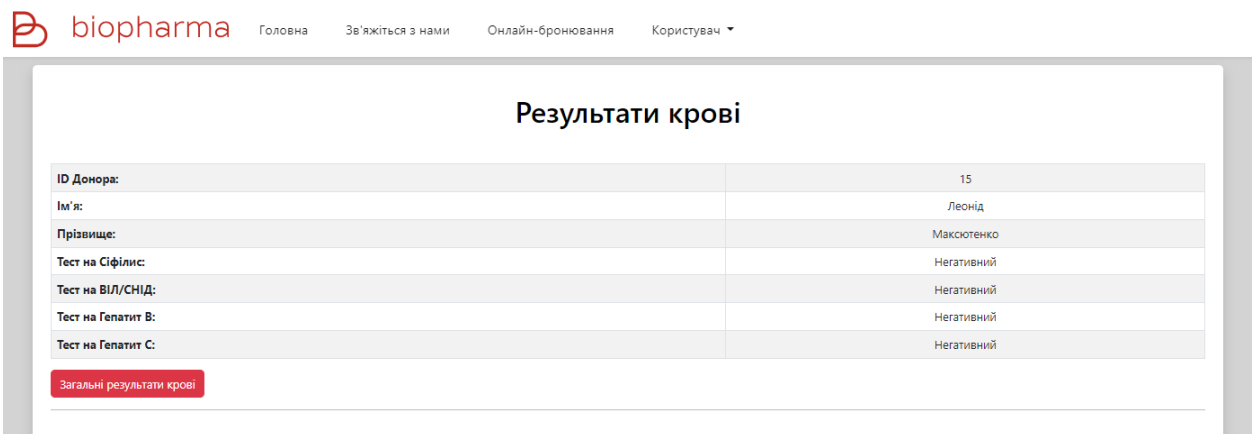 biopharma Головна Зв'яжіться з нами Онлайн-бронювання Користувач
Результати крові
ID Донора: 15
Ім'я: Леонід
Прізвище: Максютенко
Тест на Сіфілис: Негативний
Тест на ВІЛ/СНІД: Негативний
Тест на Гепатит B: Негативний
Тест на Гепатит C: Негативний
Загальні результати крові